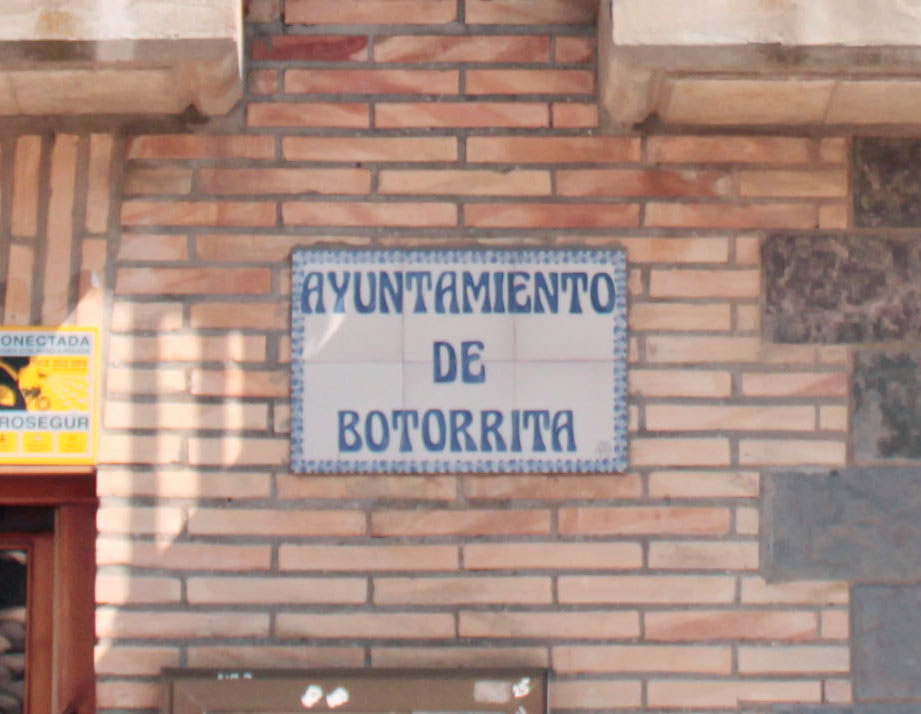 AYUNTAMIENTO
DE
BOTORRITA
ONECTADA
ROSEGUR